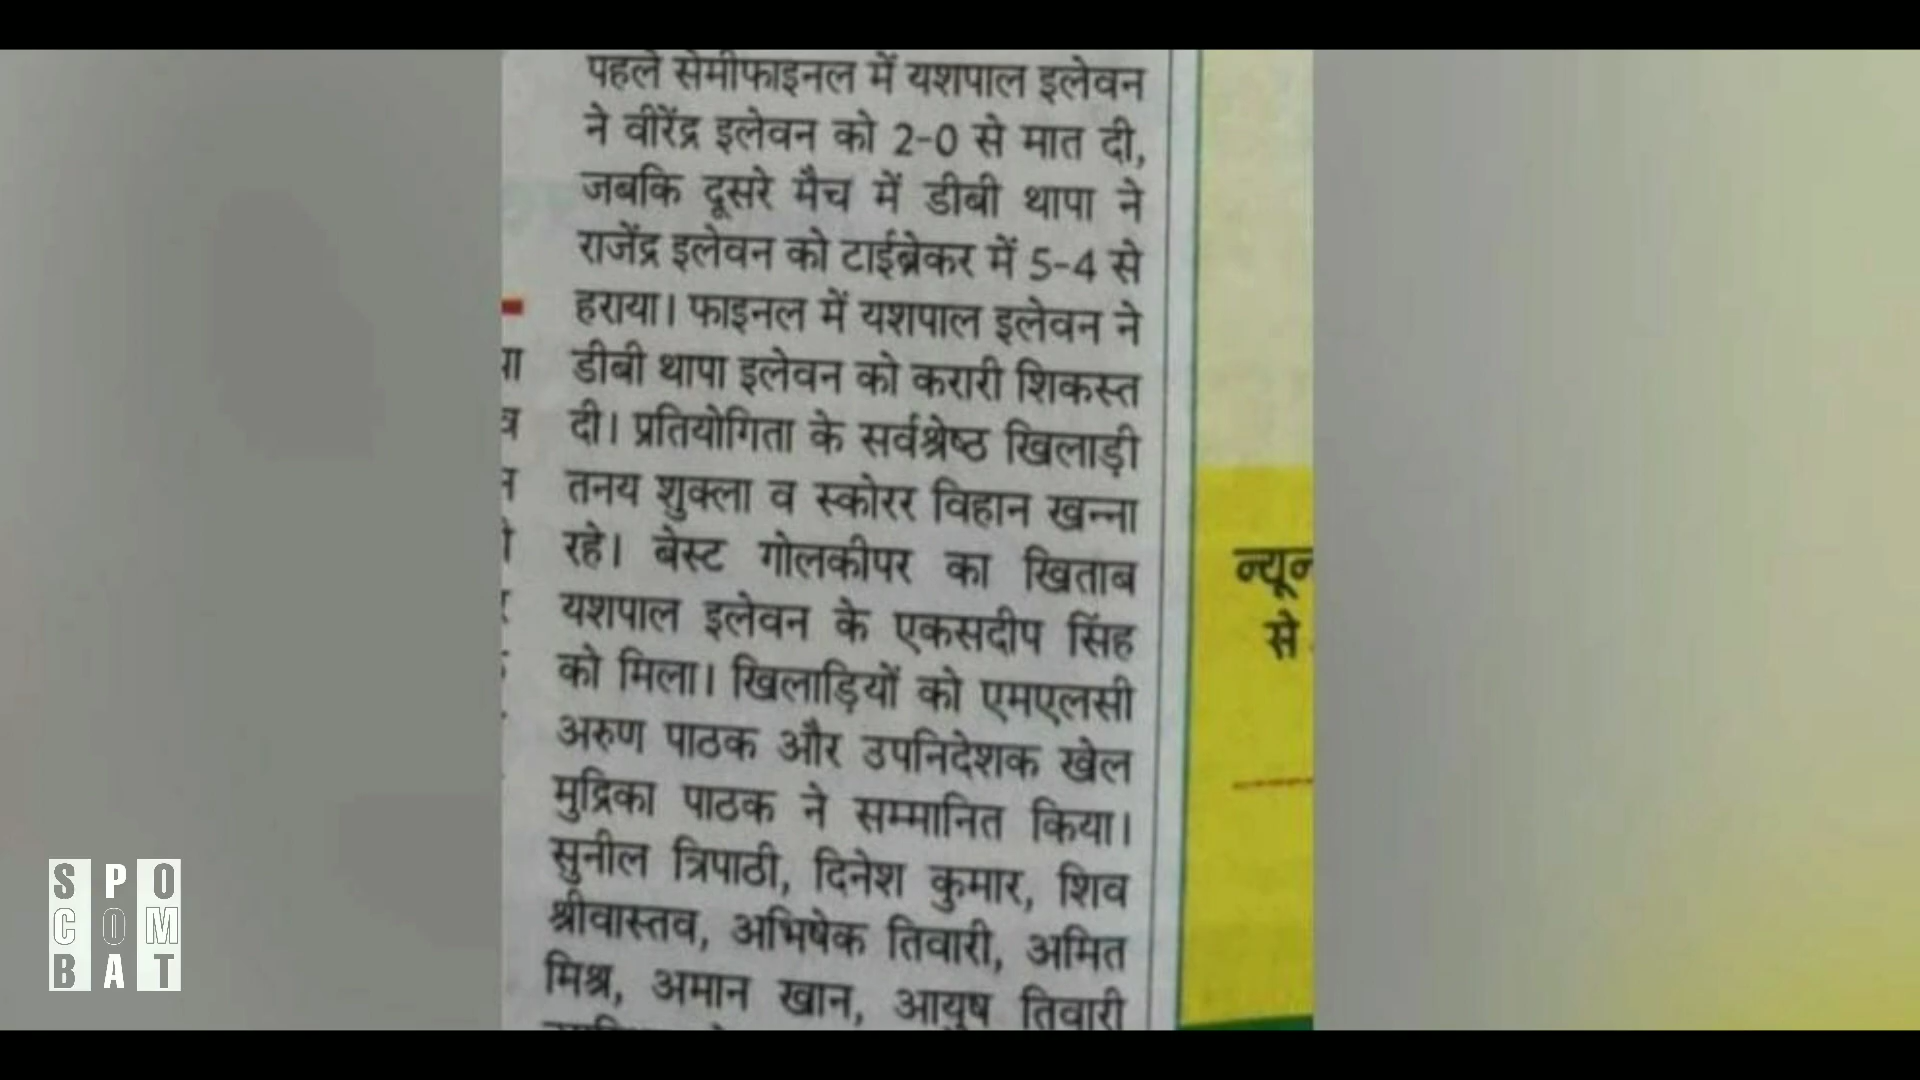 पहले सेमीफाइनल में यशपाल इलेवन
ने वीरेंद्र इलेवन को 2-0 से मात दी,
जबकि दूसरे मैच में डीबी थापा ने
राजेंद्र इलेवन को टाईब्रेकर में 5-4 से
हराया। फाइनल में यशपाल इलेवन ने
डीबी थापा इलेवन को करारी शिकस्त
दी। प्रतियोगिता के सर्वश्रेष्ठ खिलाड़ी
तनय शुक्ला व स्कोरर विहान खन्ना
रहे। बेस्ट गोलकीपर का खिताब
यशपाल इलेवन के एकसदीप सिंह
को मिला। खिलाड़ियों को एमएलसी
अरुण पाठक और उपनिदेशक खेल
मुद्रिका पाठक ने सम्मानित किया।
सुनील त्रिपाठी, दिनेश कुमार, शिव
श्रीवास्तव, अभिषेक तिवारी, अमित
मिश्र, अमान खान, आयुष तिवारी
से
SPO
COM
BAT